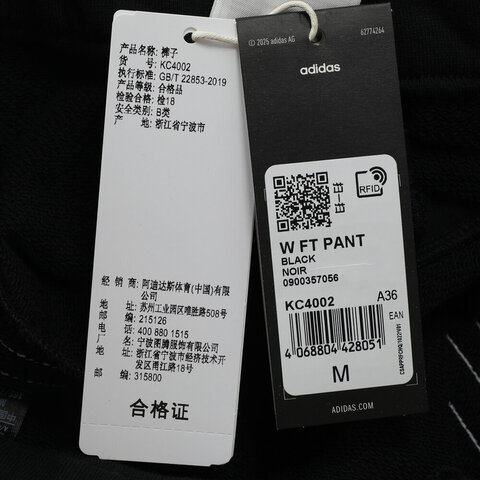 产品名称: 裤子
货 号: KC4002
执行标准: GB/T 22853-2019
产品等级: 合格品
检验合格: 检18
安全类别: B类
产 地: 浙江省宁波市
经 销 商: 阿迪达斯体育(中国)有限公司
地 址: 苏州工业园区唯胜路508号
邮 编: 215126
电 话: 400 880 1515
工 厂: 宁波图腾服饰有限公司
地 址: 浙江省宁波市经济技术开发区甬江路18号
邮 编: 315800
合格证
© 2025 adidas AG
62774264
adidas
RFID
W FT PANT
BLACK
NOIR
0900357056
KC4002 A36
EAN
4 068804 428051
M
ADIDAS.COM